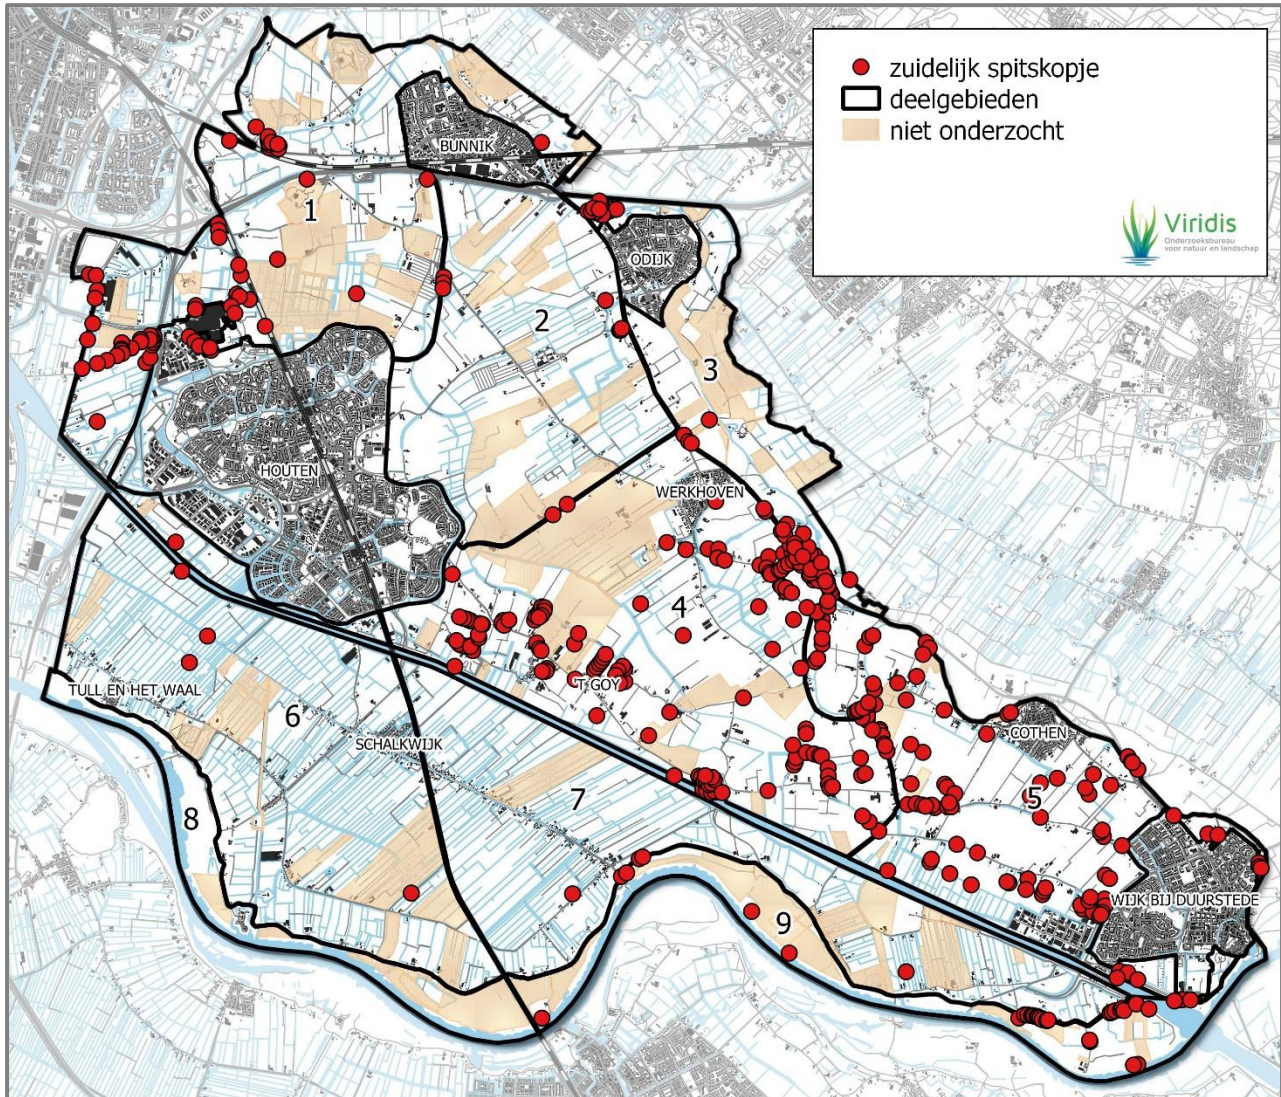 zuidelijk spitskopje
deelgebieden
niet onderzocht
Viridis
Onderzoeksbureau
voor natuur en landschap
BUNNIK
1
ODIJK
2
3
HOUTEN
WERKHOVEN
4
TULL EN HET WAAL
T GOY
6
SCHALKWIJK
COTHEN
7
5
8
WIJK BIJ DUURSTEDE
9